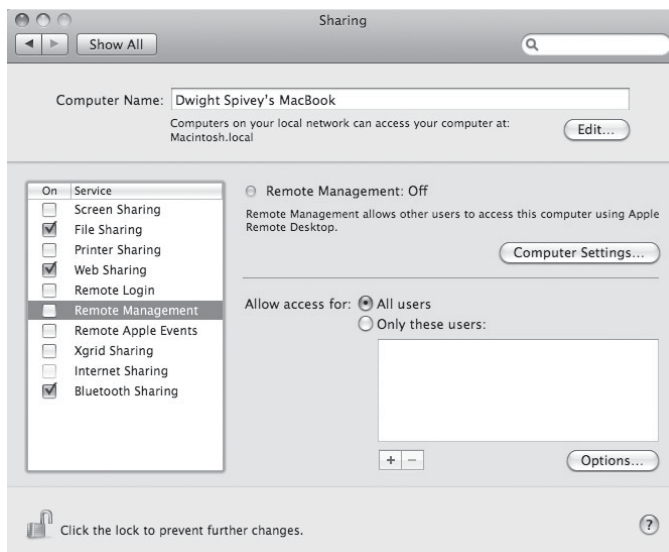 Sharing
Show All
Computer Name: Dwight Spivey's MacBook
Computers on your local network can access your computer at:
Macintosh.local
Edit...
On Service
Screen Sharing
File Sharing
Printer Sharing
Web Sharing
Remote Login
Remote Management
Remote Apple Events
Xgrid Sharing
Internet Sharing
Bluetooth Sharing
Remote Management: Off
Remote Management allows other users to access this computer using Apple
Remote Desktop.
Computer Settings...
Allow access for: All users
Only these users:
+ −
Options...
Click the lock to prevent further changes.
?